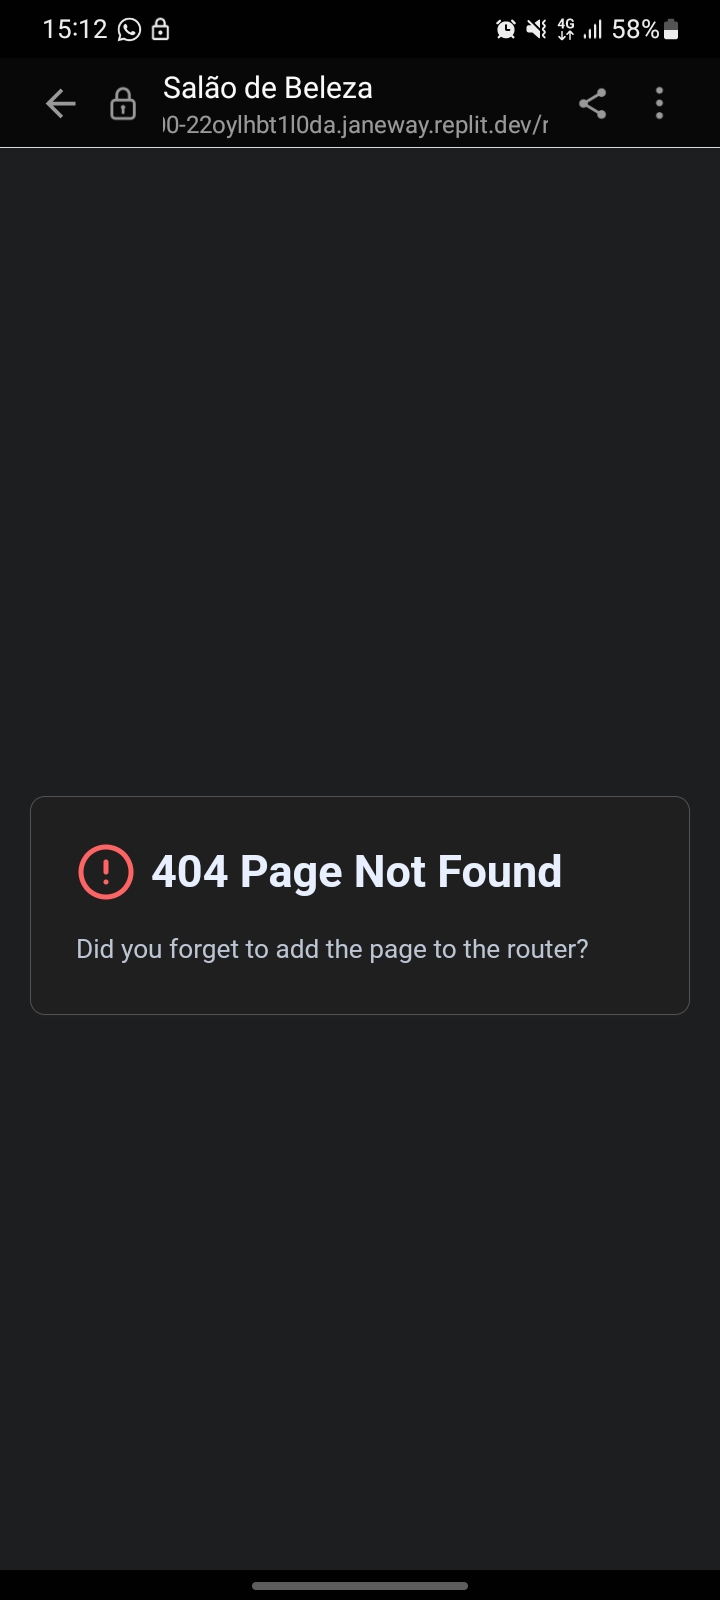 15:12 4G 58%
Salão de Beleza
00-22oylhbt1l0da.janeway.replit.dev/r
404 Page Not Found
Did you forget to add the page to the router?